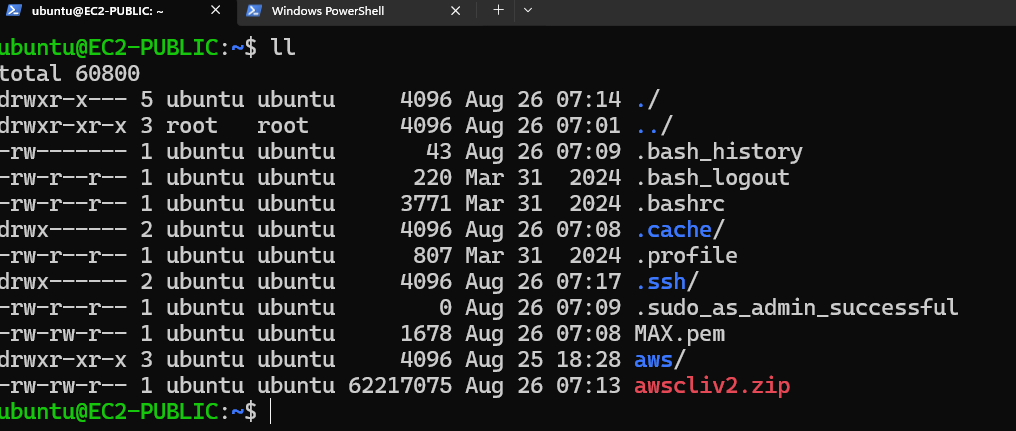 ubuntu@EC2-PUBLIC: ~
Windows PowerShell
ubuntu@EC2-PUBLIC:~$ ll
total 60800
drwxr-x--- 5 ubuntu ubuntu     4096 Aug 26 07:14 ./
drwxr-xr-x 3 root   root       4096 Aug 26 07:01 ../
-rw------- 1 ubuntu ubuntu       43 Aug 26 07:09 .bash_history
-rw-r--r-- 1 ubuntu ubuntu      220 Mar 31  2024 .bash_logout
-rw-r--r-- 1 ubuntu ubuntu     3771 Mar 31  2024 .bashrc
drwx------ 2 ubuntu ubuntu     4096 Aug 26 07:08 .cache/
-rw-r--r-- 1 ubuntu ubuntu      807 Mar 31  2024 .profile
drwx------ 2 ubuntu ubuntu     4096 Aug 26 07:17 .ssh/
-rw-r--r-- 1 ubuntu ubuntu        0 Aug 26 07:09 .sudo_as_admin_successful
-rw-rw-r-- 1 ubuntu ubuntu     1678 Aug 26 07:08 MAX.pem
drwxr-xr-x 3 ubuntu ubuntu     4096 Aug 25 18:28 aws/
-rw-rw-r-- 1 ubuntu ubuntu 62217075 Aug 26 07:13 awscliv2.zip
ubuntu@EC2-PUBLIC:~$